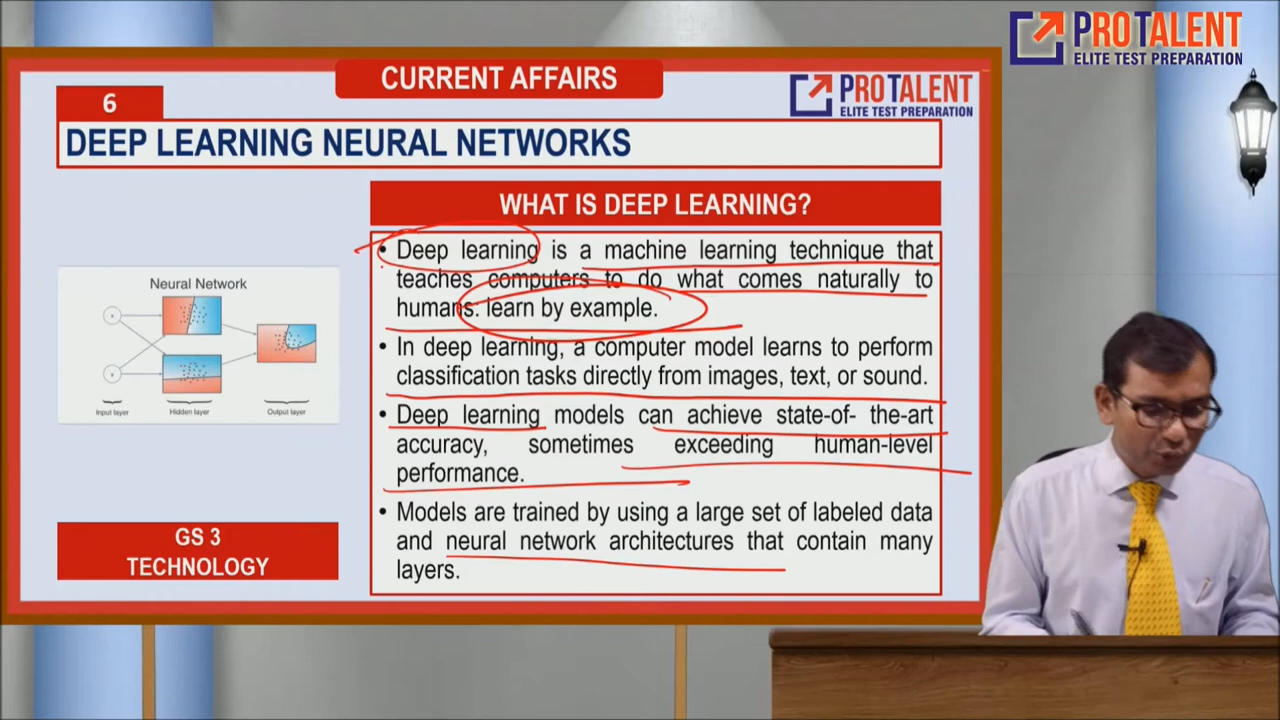 PROTALENT
ELITE TEST PREPARATION
CURRENT AFFAIRS
PROTALENT
ELITE TEST PREPARATION
6
DEEP LEARNING NEURAL NETWORKS
WHAT IS DEEP LEARNING?
• Deep learning is a machine learning technique that
teaches computers to do what comes naturally to
humans: learn by example.
• In deep learning, a computer model learns to perform
classification tasks directly from images, text, or sound.
• Deep learning models can achieve state-of- the-art
accuracy, sometimes exceeding human-level
performance.
• Models are trained by using a large set of labeled data
and neural network architectures that contain many
layers.
Neural Network
Input layer
Hidden layer
Output layer
GS 3
TECHNOLOGY